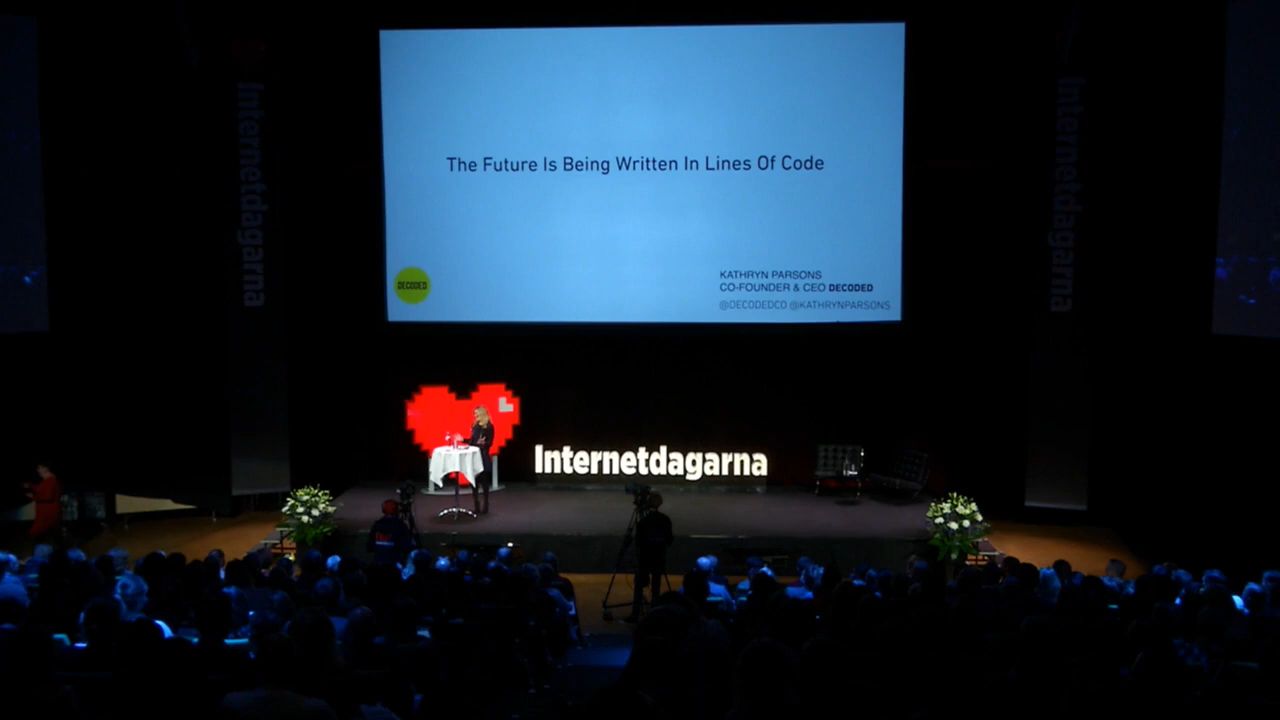 The Future Is Being Written In Lines Of Code
DECODED
KATHRYN PARSONS
CO-FOUNDER & CEO DECODED
@DECODEDCO @KATHRYNPARSONS
Internetdagarna
Internetdagarna
Internetdagarna